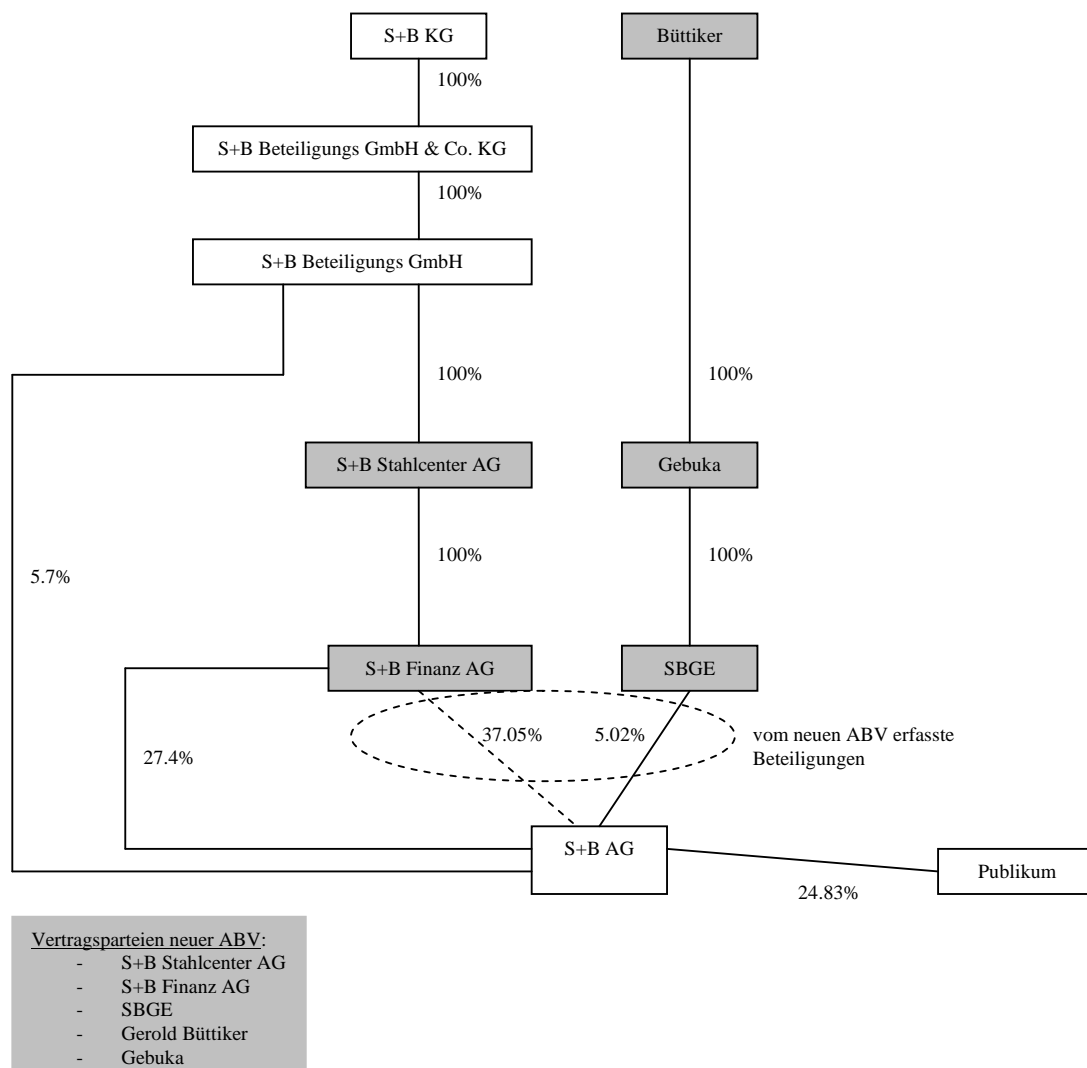 S+B KG
Büttiker
100%
S+B Beteiligungs GmbH & Co. KG
100%
S+B Beteiligungs GmbH
100%
100%
S+B Stahlcenter AG
Gebuka
100%
100%
5.7%
S+B Finanz AG
SBGE
37.05%
5.02%
vom neuen ABV erfasste
Beteiligungen
27.4%
S+B AG
Publikum
24.83%
Vertragsparteien neuer ABV:
- S+B Stahlcenter AG
- S+B Finanz AG
- SBGE
- Gerold Büttiker
- Gebuka